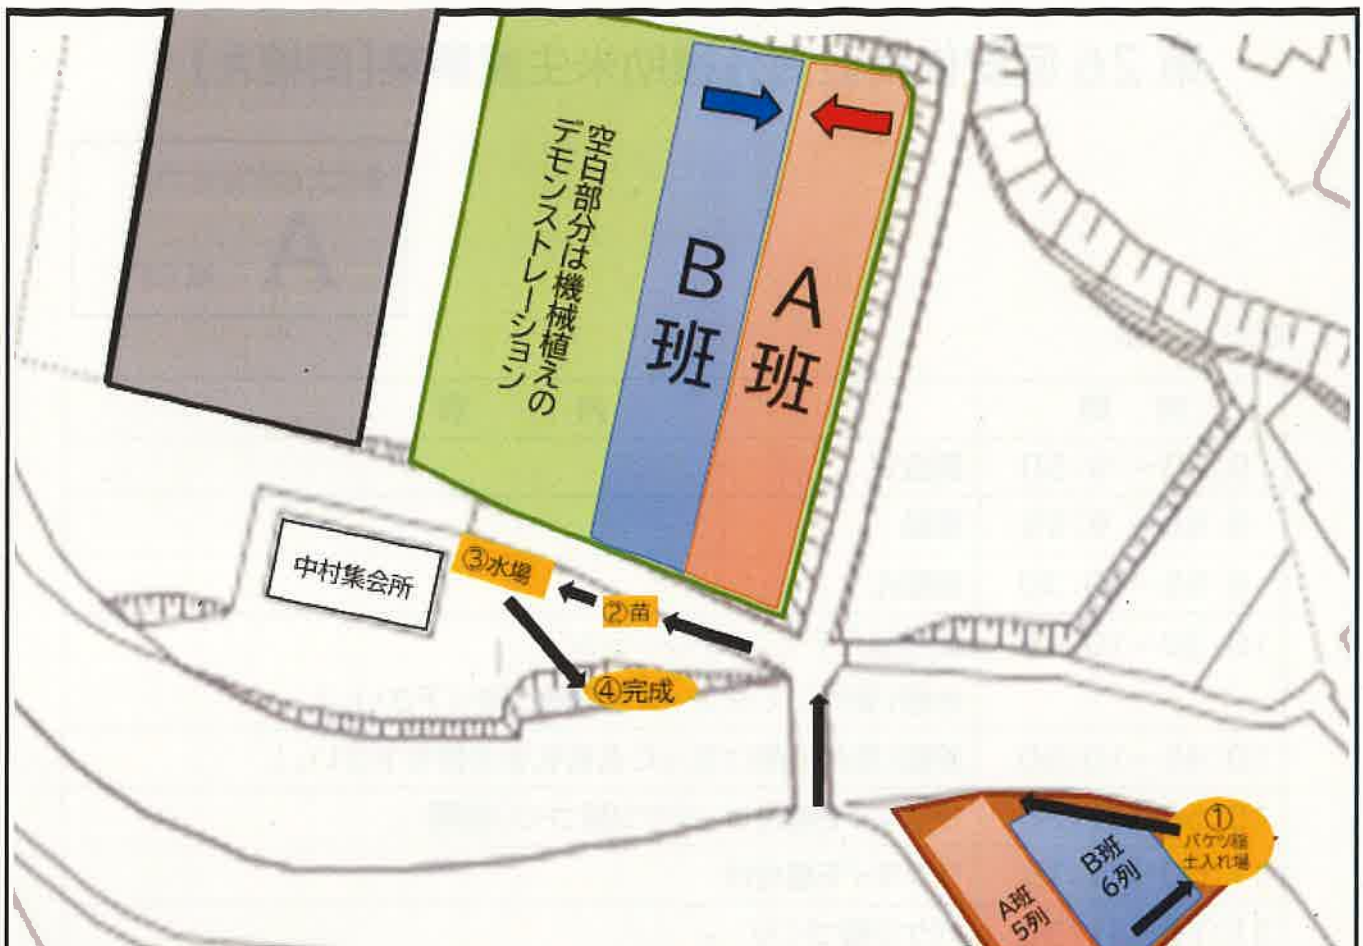 空白部分は機械植えの
デモンストレーション
B班
A班
中村集会所
③水場
②苗
④完成
①
バケツ稲
土入れ場
B班
6列
A班
5列